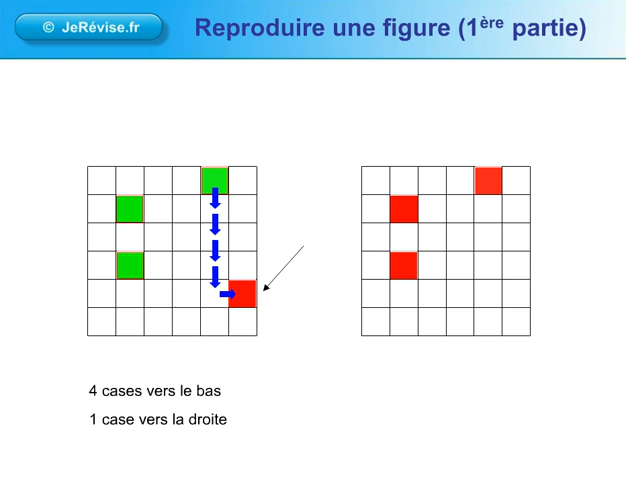 © JeRévise.fr
Reproduire une figure (1ère partie)
4 cases vers le bas
1 case vers la droite